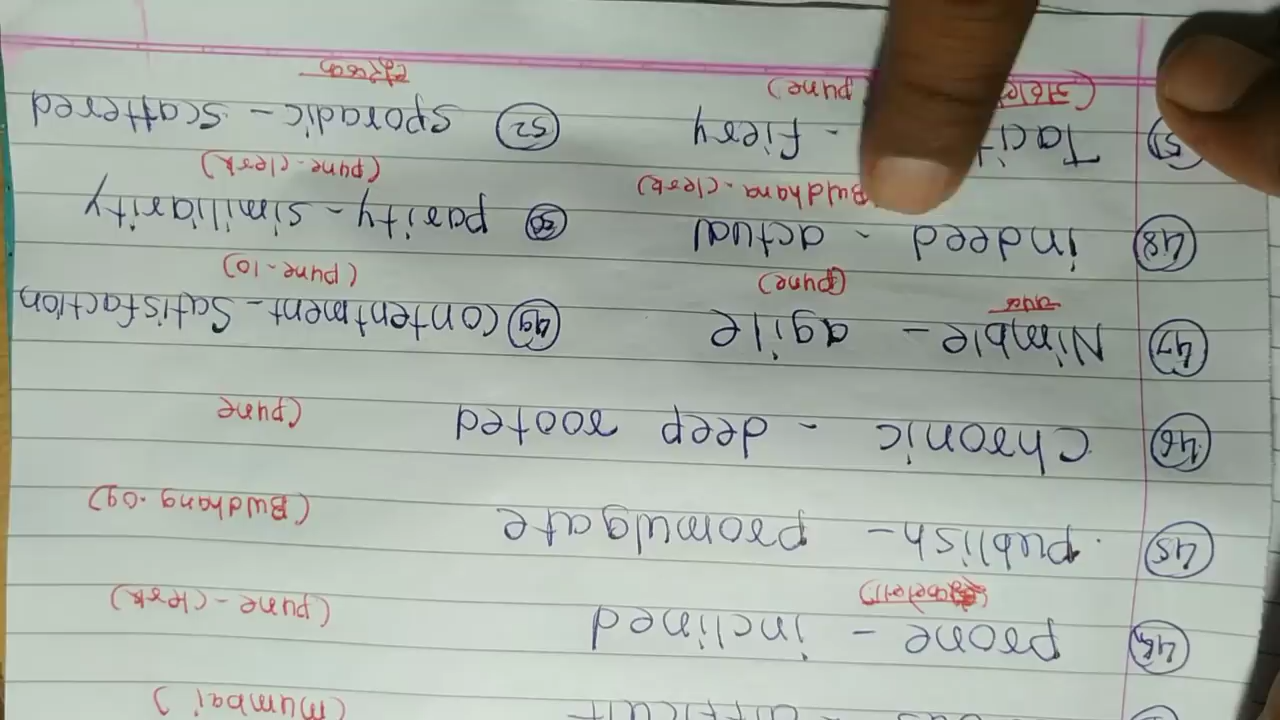 difficult (mumbai)
44 prone - inclined (pune-clerk)
45 publish - promulgate (Buldhana-09)
46 Chronic - deep rooted (pune
47 Nimble - agile 49 contentment - satisfaction
(pune) (pune-10)
48 indeed - actual 50 parity - similiarity
Buldhana-clerk) (pune-clerk)
51 Tacit - fiery 52 sporadic - scattered
pune)